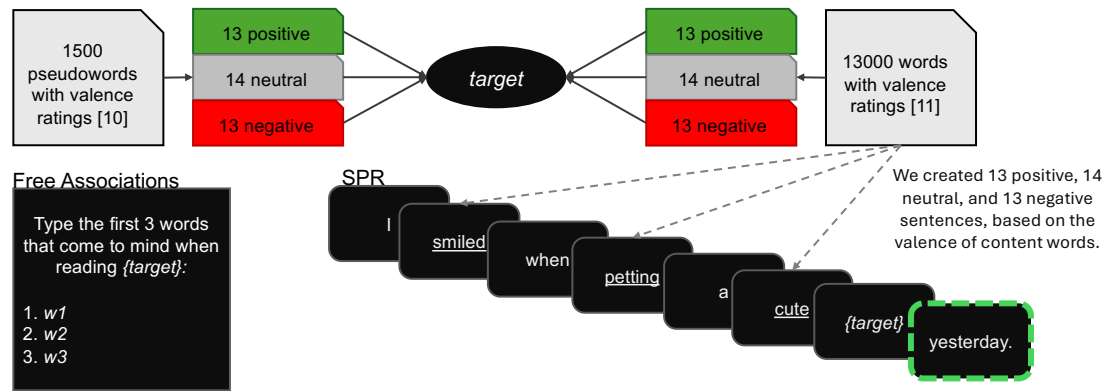 1500
pseudowords
with valence
ratings [10]
13 positive
14 neutral
13 negative
target
13 positive
14 neutral
13 negative
13000 words
with valence
ratings [11]
Free Associations
Type the first 3 words
that come to mind when
reading {target}:
1. w1
2. w2
3. w3
SPR
I
smiled
when
petting
a
cute
{target}
yesterday.
We created 13 positive, 14
neutral, and 13 negative
sentences, based on the
valence of content words.